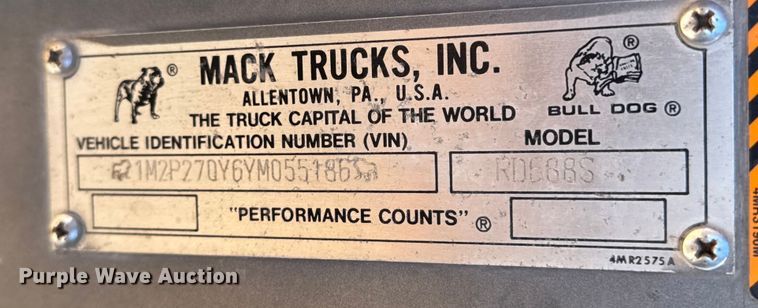 MACK TRUCKS, INC.
ALLENTOWN, PA., U.S.A.
THE TRUCK CAPITAL OF THE WORLD
BULL DOG ®
VEHICLE IDENTIFICATION NUMBER (VIN)
MODEL
1M2P270Y6YM055186
RD688S
"PERFORMANCE COUNTS" ®
4MR2575A
Purple Wave Auction